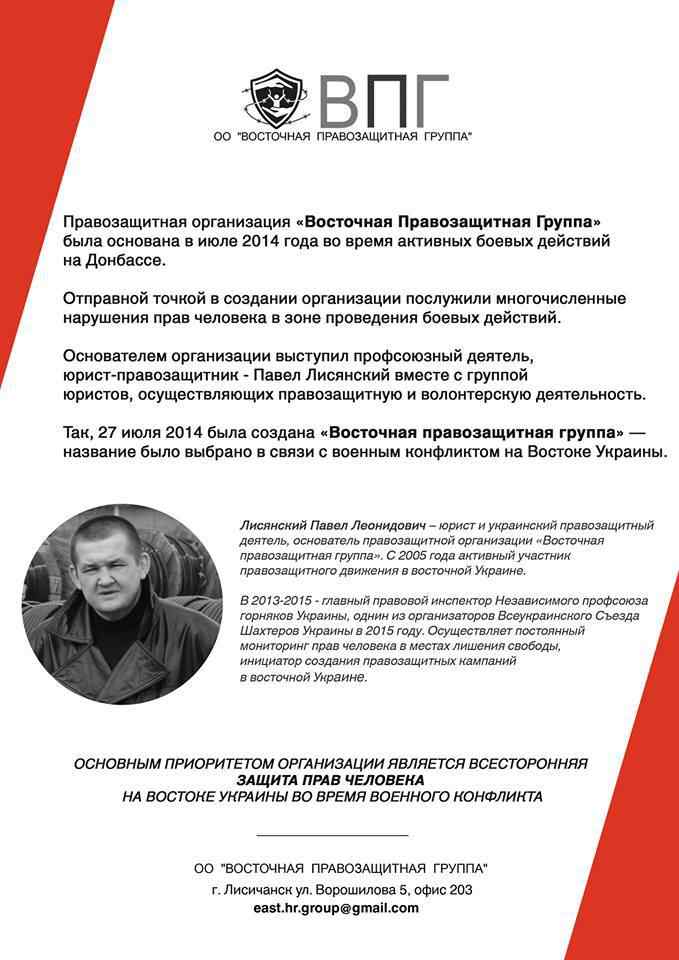 ВПГ
ОО "ВОСТОЧНАЯ ПРАВОЗАЩИТНАЯ ГРУППА"
Правозащитная организация «Восточная Правозащитная Группа»
была основана в июле 2014 года во время активных боевых действий
на Донбассе.
Отправной точкой в создании организации послужили многочисленные
нарушения прав человека в зоне проведения боевых действий.
Основателем организации выступил профсоюзный деятель,
юрист-правозащитник - Павел Лисянский вместе с группой
юристов, осуществляющих правозащитную и волонтерскую деятельность.
Так, 27 июля 2014 была создана «Восточная правозащитная группа» —
название было выбрано в связи с военным конфликтом на Востоке Украины.
Лисянский Павел Леонидович – юрист и украинский правозащитный
деятель, основатель правозащитной организации «Восточная
правозащитная группа». С 2005 года активный участник
правозащитного движения в восточной Украине.
В 2013-2015 - главный правовой инспектор Независимого профсоюза
горняков Украины, однин из организаторов Всеукраинского Съезда
Шахтеров Украины в 2015 году. Осуществляет постоянный
мониторинг прав человека в местах лишения свободы,
инициатор создания правозащитных кампаний
в восточной Украине.
ОСНОВНЫМ ПРИОРИТЕТОМ ОРГАНИЗАЦИИ ЯВЛЯЕТСЯ ВСЕСТОРОННЯЯ
ЗАЩИТА ПРАВ ЧЕЛОВЕКА
НА ВОСТОКЕ УКРАИНЫ ВО ВРЕМЯ ВОЕННОГО КОНФЛИКТА
ОО "ВОСТОЧНАЯ ПРАВОЗАЩИТНАЯ ГРУППА"
г. Лисичанск ул. Ворошилова 5, офис 203
east.hr.group@gmail.com